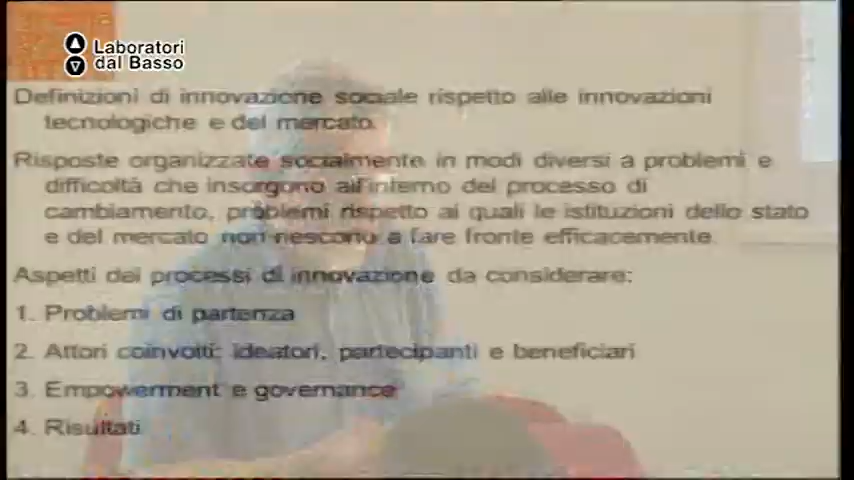 Laboratori
dal Basso
Definizioni di innovazione sociale rispetto alle innovazioni
tecnologiche e del mercato.
Risposte organizzate socialmente in modi diversi a problemi e
difficoltà che insorgono all'interno del processo di
cambiamento, problemi rispetto ai quali le istituzioni dello stato
e del mercato non riescono a fare fronte efficacemente.
Aspetti dei processi di innovazione da considerare:
1. Problemi di partenza
2. Attori coinvolti: ideatori, partecipanti e beneficiari
3. Empowerment e governance
4. Risultati